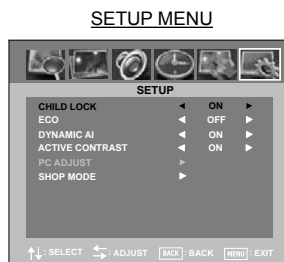 SETUP MENU
SETUP
CHILD LOCK ◀ ON ▶
ECO ◀ OFF ▶
DYNAMIC AI ◀ ON ▶
ACTIVE CONTRAST ◀ ON ▶
PC ADJUST ▶
SHOP MODE ▶
: SELECT : ADJUST BACK : BACK MENU : EXIT